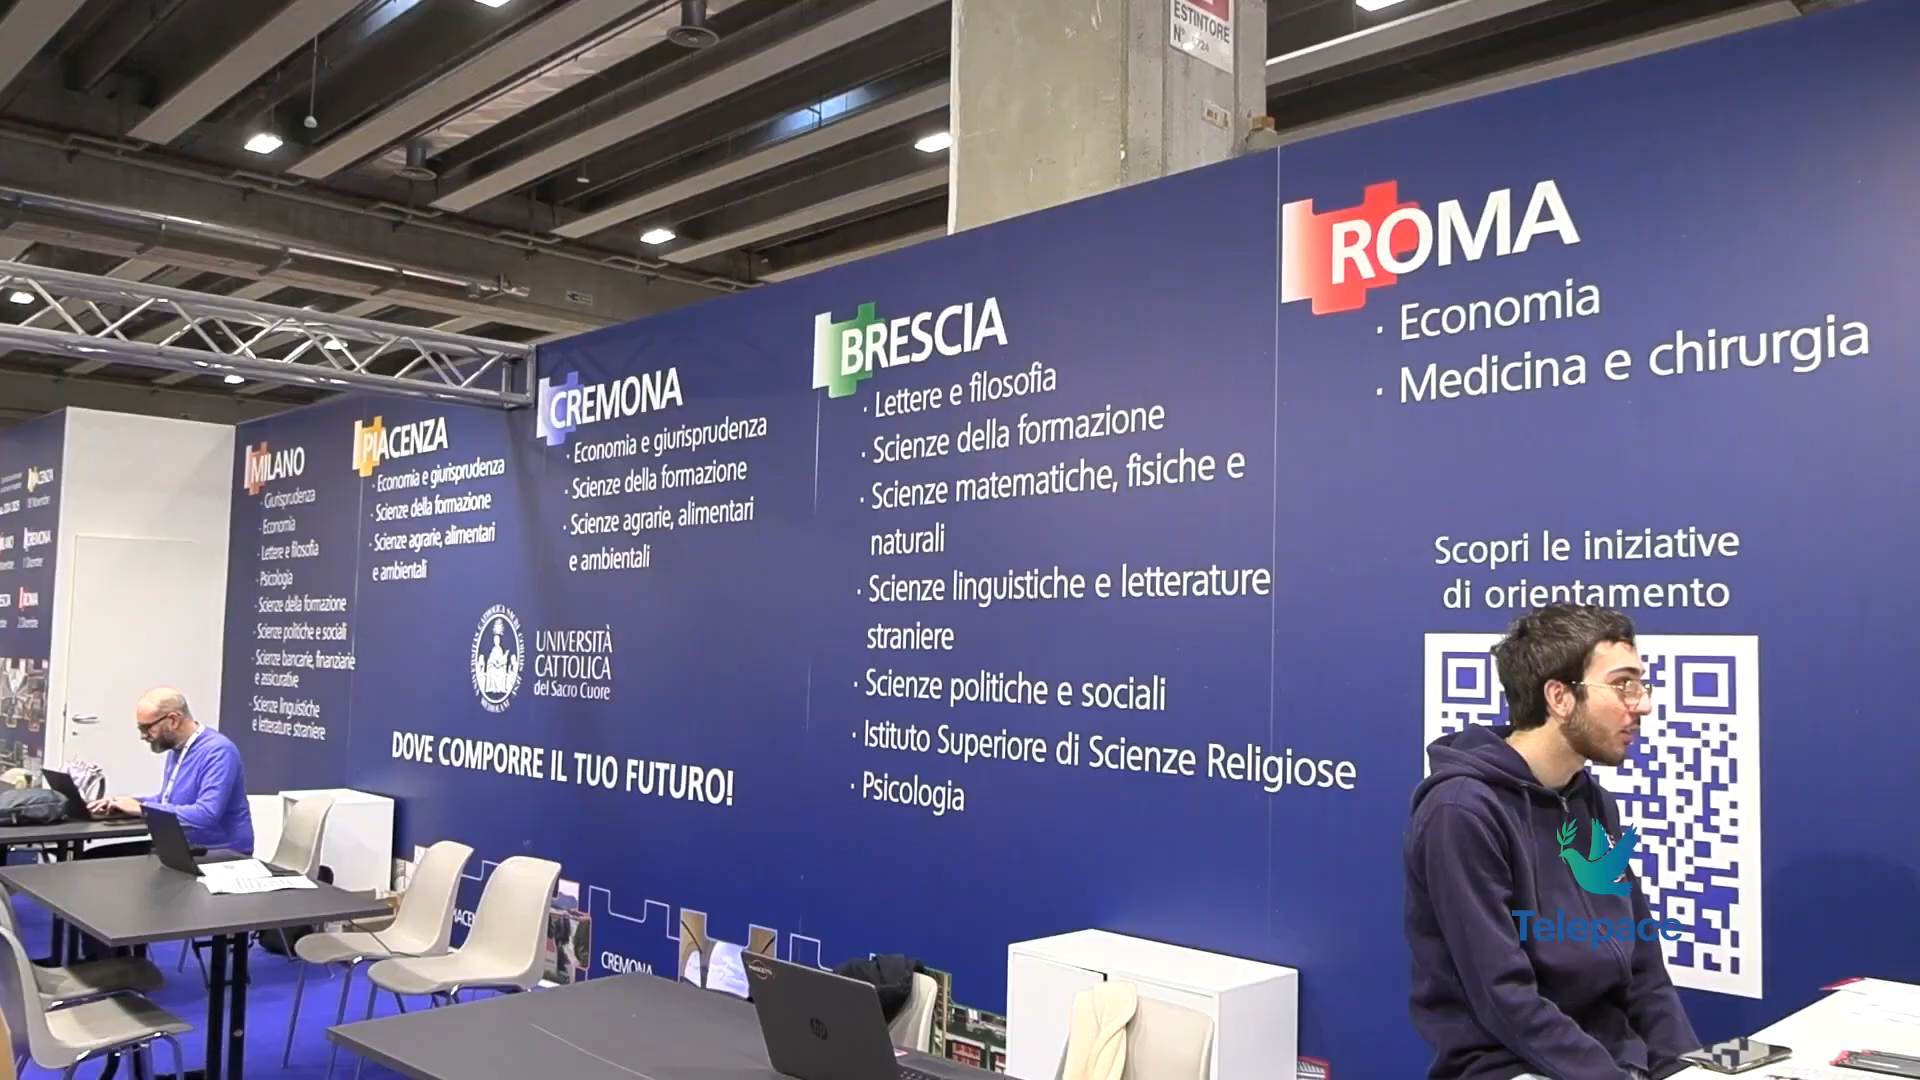 ESTINTORE
N°
ROMA
· Economia
· Medicina e chirurgia
Scopri le iniziative
di orientamento
BRESCIA
· Lettere e filosofia
· Scienze della formazione
· Scienze matematiche, fisiche e
naturali
· Scienze linguistiche e letterature
straniere
· Scienze politiche e sociali
· Istituto Superiore di Scienze Religiose
· Psicologia
CREMONA
· Economia e giurisprudenza
· Scienze della formazione
· Scienze agrarie, alimentari
e ambientali
PIACENZA
· Economia e giurisprudenza
· Scienze della formazione
· Scienze agrarie, alimentari
e ambientali
MILANO
· Giurisprudenza
· Economia
· Lettere e filosofia
· Psicologia
· Scienze della formazione
· Scienze politiche e sociali
· Scienze bancarie, finanziarie
e assicurative
· Scienze linguistiche
e letterature straniere
UNIVERSITÀ
CATTOLICA
del Sacro Cuore
DOVE COMPORRE IL TUO FUTURO!
CREMONA
ROMA
CREMONA
hp
Telepace